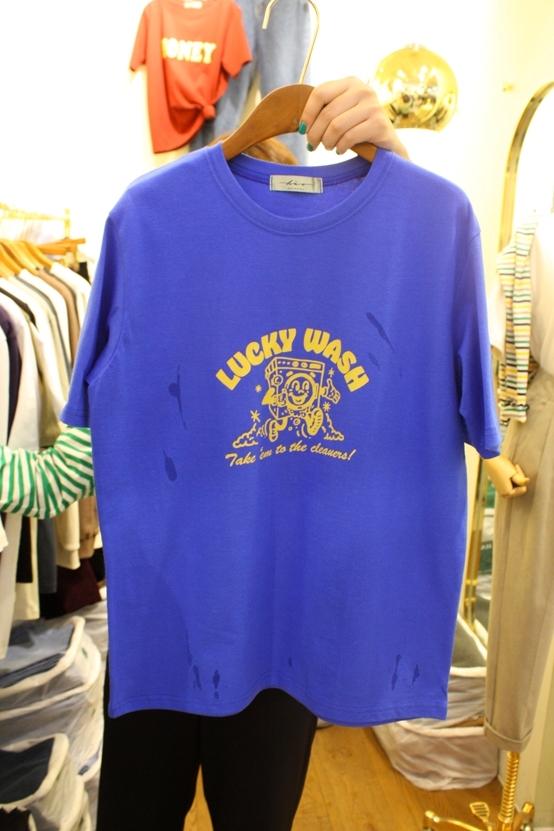 HONEY
LUCKY WASH
Take 'em to the cleaners!